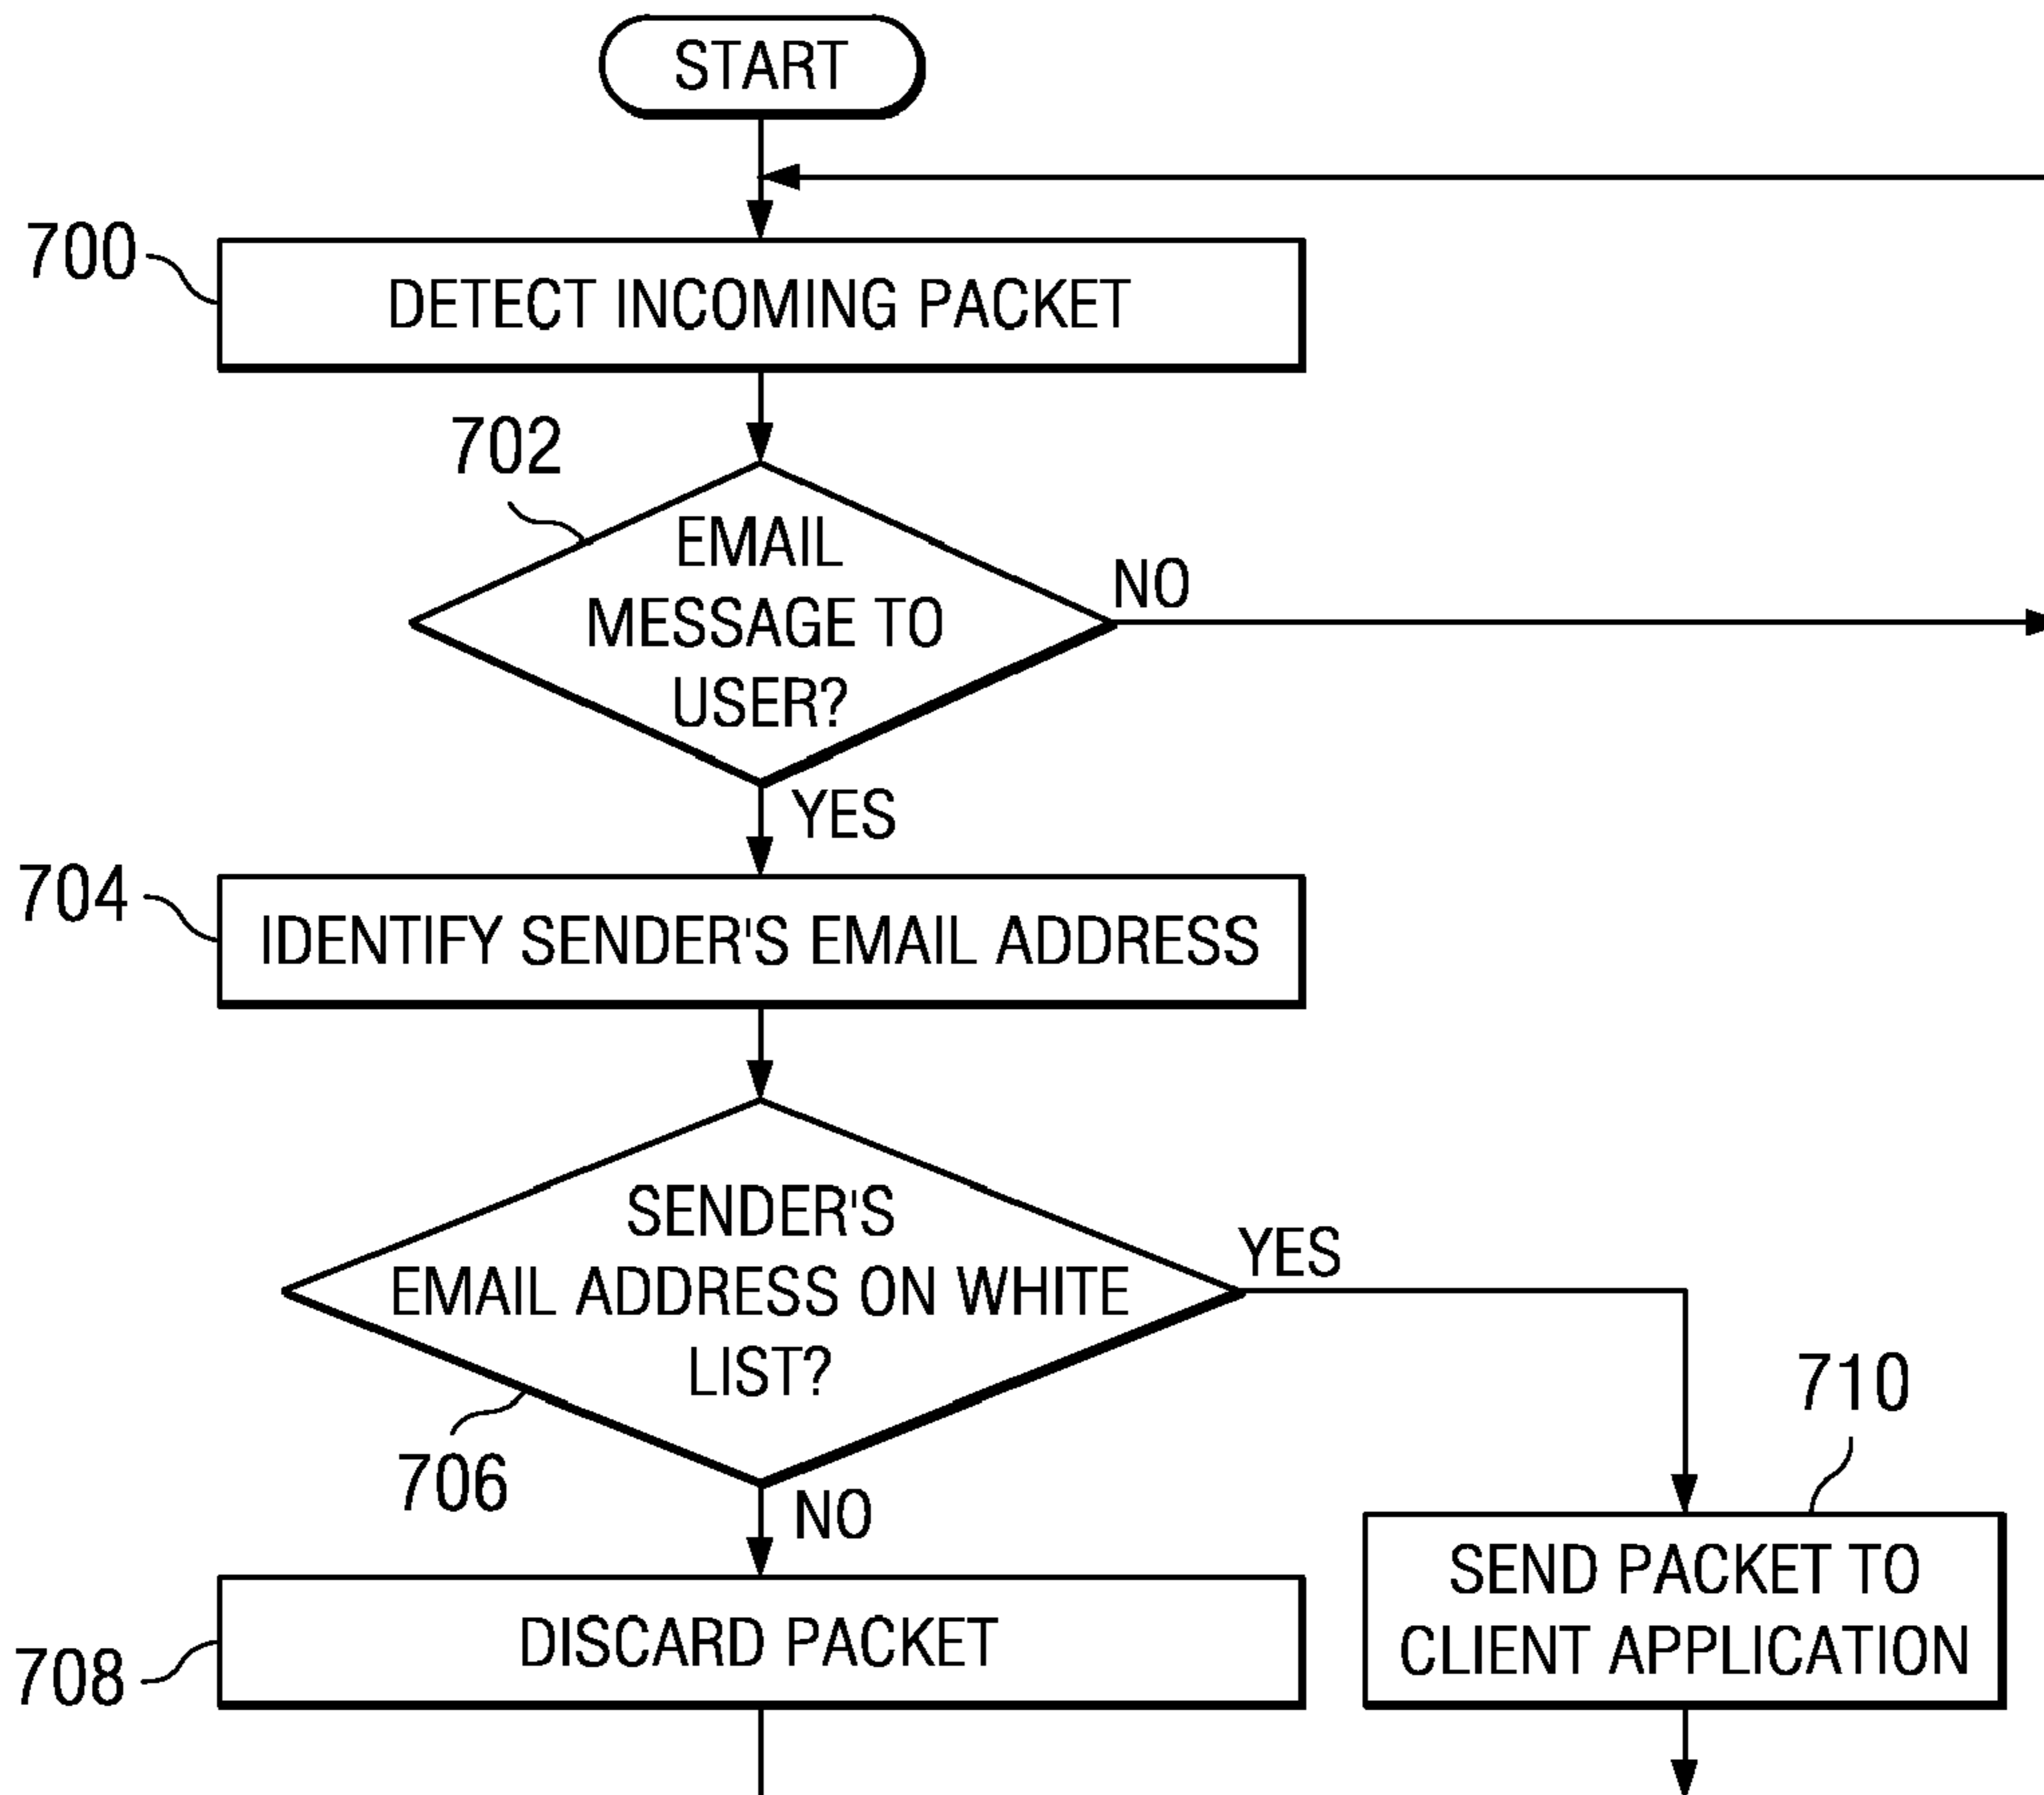 START
700
DETECT INCOMING PACKET
702
EMAIL
MESSAGE TO
USER?
NO
YES
704
IDENTIFY SENDER'S EMAIL ADDRESS
SENDER'S
EMAIL ADDRESS ON WHITE
LIST?
YES
706
NO
710
SEND PACKET TO
CLIENT APPLICATION
708
DISCARD PACKET